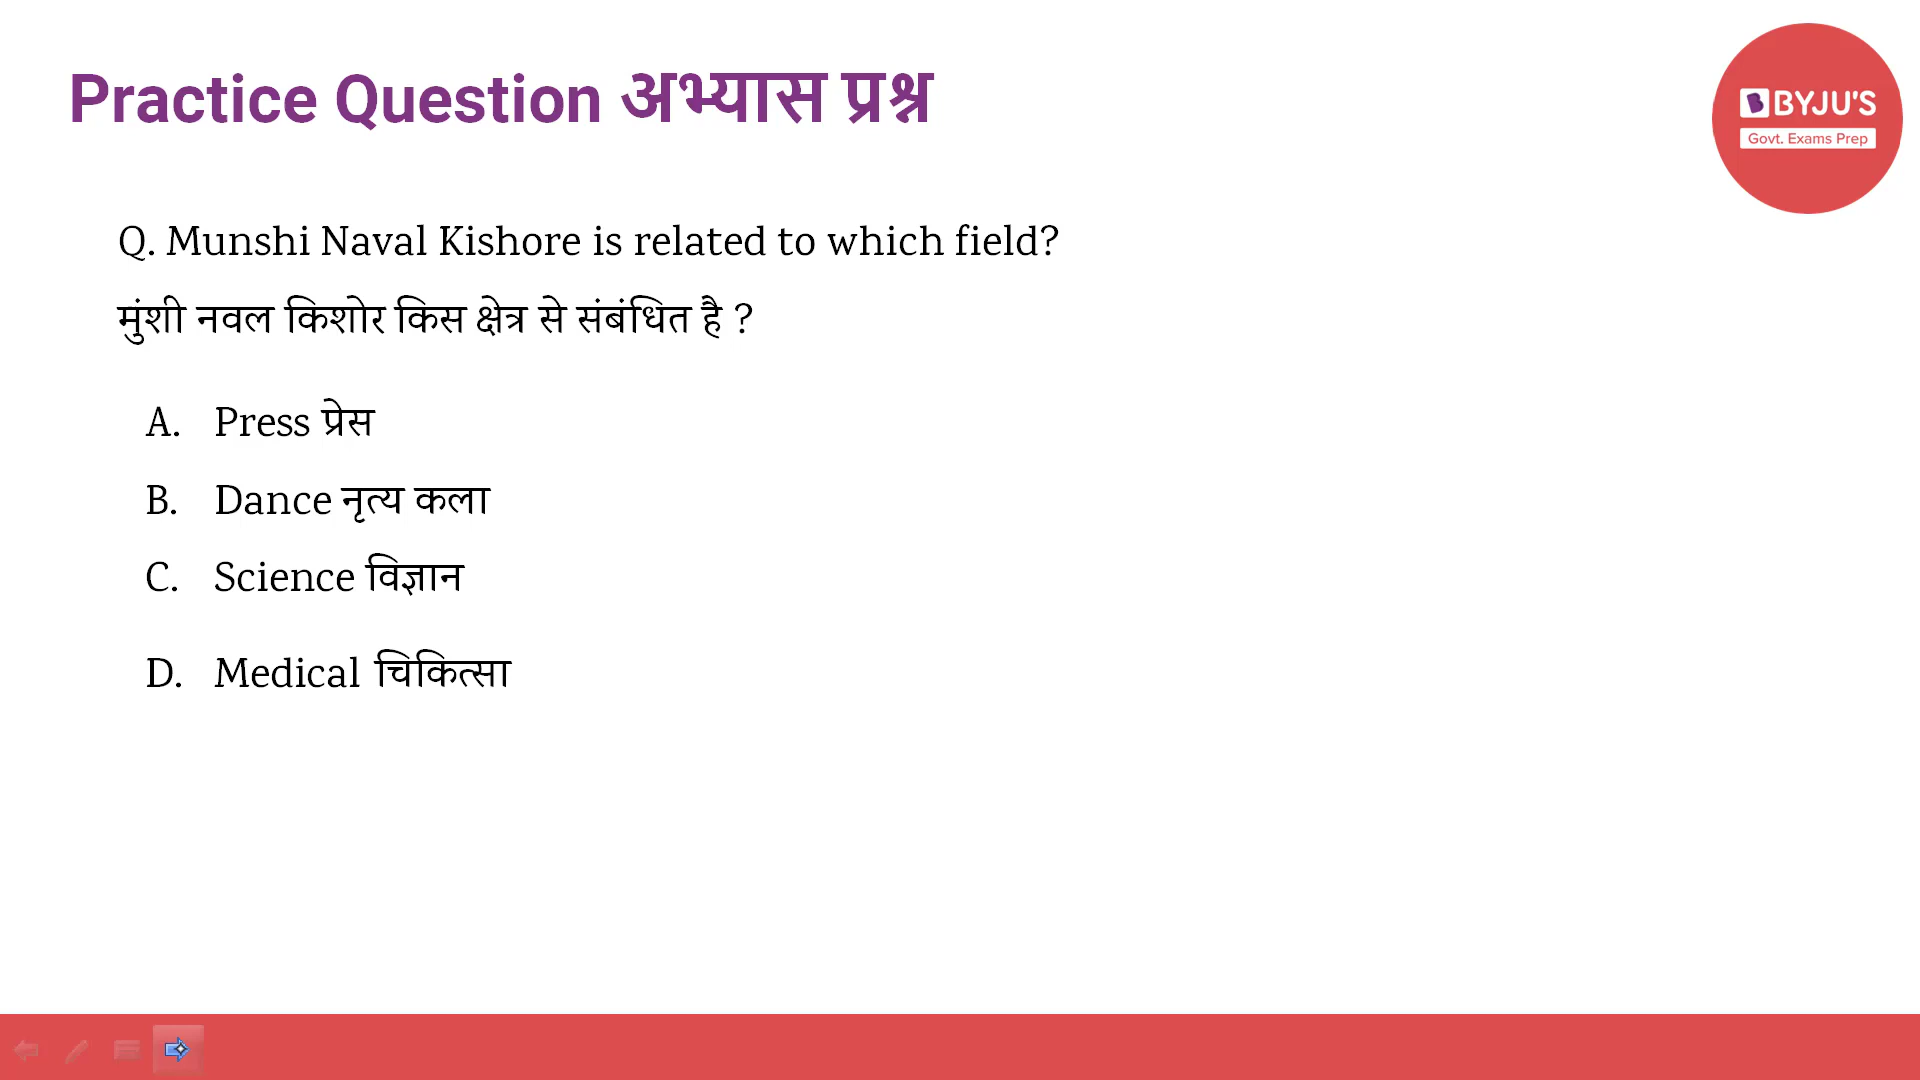 Practice Question अभ्यास प्रश्न
BYJU'S
Govt. Exams Prep
Q. Munshi Naval Kishore is related to which field?
मुंशी नवल किशोर किस क्षेत्र से संबंधित है ?
A. Press प्रेस
B. Dance नृत्य कला
C. Science विज्ञान
D. Medical चिकित्सा